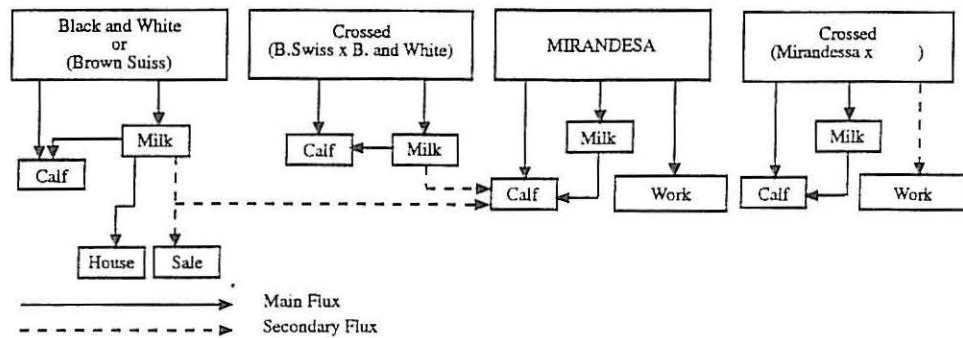 Black and White
or
(Brown Suiss)
Crossed
(B.Swiss x B. and White)
MIRANDESA
Crossed
(Mirandessa x )
Milk
Calf
House
Sale
Calf
Milk
Milk
Calf
Work
Milk
Calf
Work
Main Flux
Secondary Flux